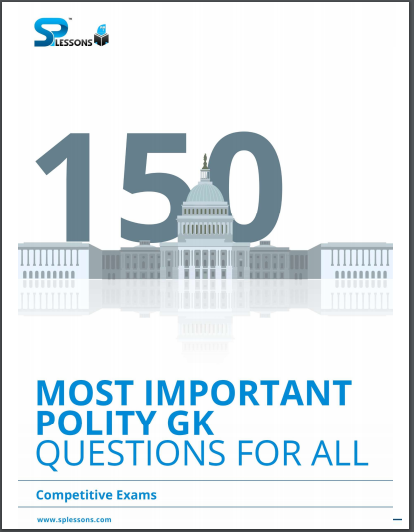 SPLESSONS
150
MOST IMPORTANT
POLITY GK
QUESTIONS FOR ALL
Competitive Exams
www.splessons.com